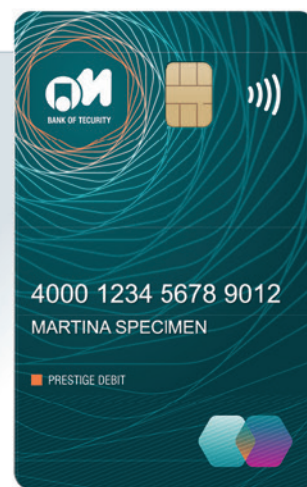 BANK OF TECURITY
4000 1234 5678 9012
MARTINA SPECIMEN
PRESTIGE DEBIT